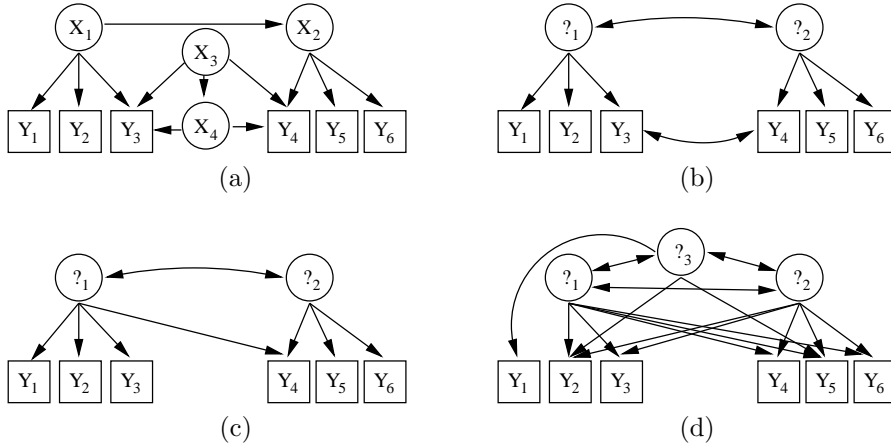 X1 X2
X3
X4
Y1 Y2 Y3 Y4 Y5 Y6
(a)
?1 ?2
Y1 Y2 Y3 Y4 Y5 Y6
(b)
?1 ?2
Y1 Y2 Y3 Y4 Y5 Y6
(c)
?3
?1 ?2
Y1 Y2 Y3 Y4 Y5 Y6
(d)